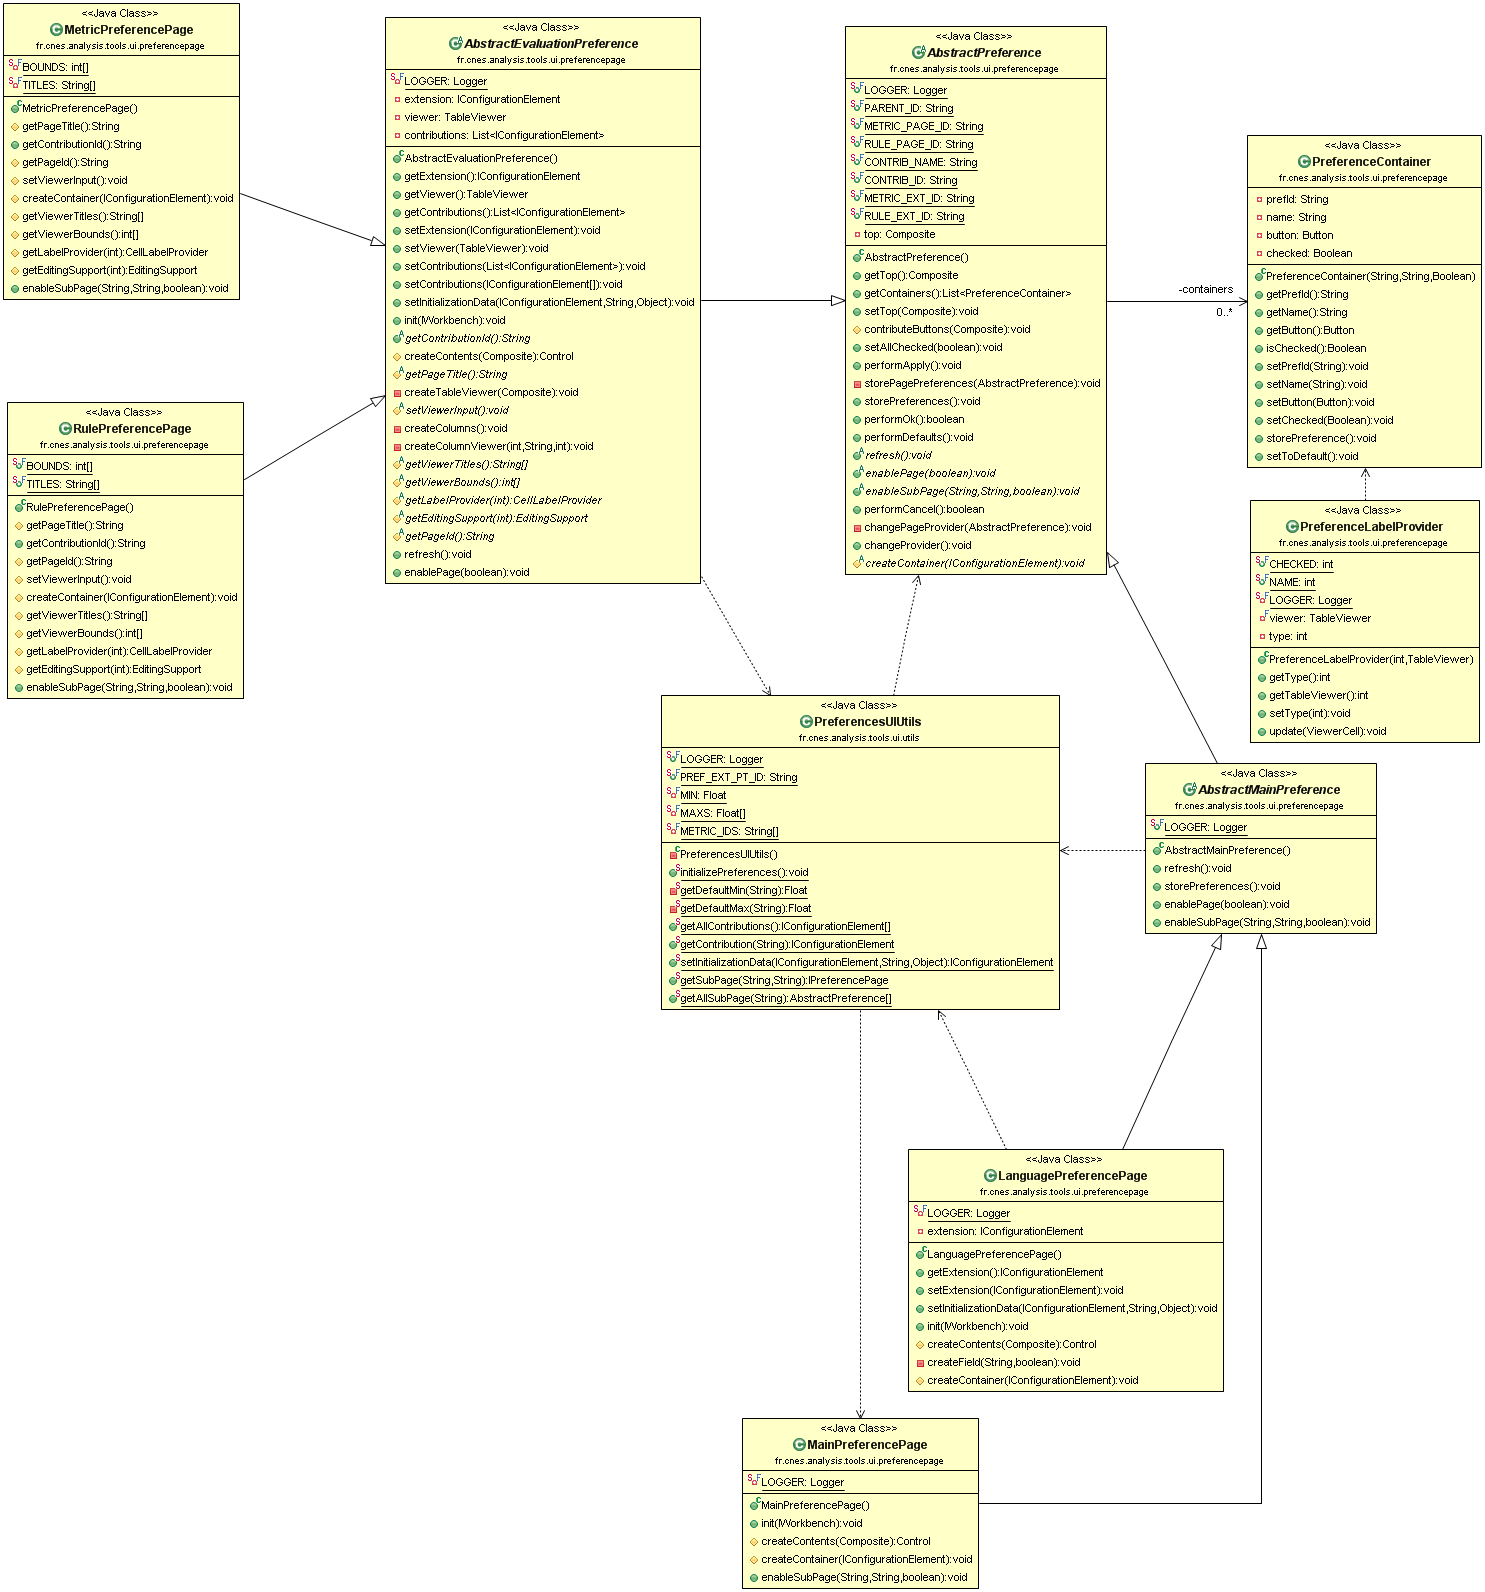 <<Java Class>>
MetricPreferencePage
fr.cnes.analysis.tools.ui.preferencepage
BOUNDS: int[]
TITLES: String[]
MetricPreferencePage()
getPageTitle():String
getContributionId():String
getPageId():String
setViewerInput():void
createContainer(IConfigurationElement):void
getViewerTitles():String[]
getViewerBounds():int[]
getLabelProvider(int):CellLabelProvider
getEditingSupport(int):EditingSupport
enableSubPage(String,String,boolean):void
<<Java Class>>
RulePreferencePage
fr.cnes.analysis.tools.ui.preferencepage
BOUNDS: int[]
TITLES: String[]
RulePreferencePage()
getPageTitle():String
getContributionId():String
getPageId():String
setViewerInput():void
createContainer(IConfigurationElement):void
getViewerTitles():String[]
getViewerBounds():int[]
getLabelProvider(int):CellLabelProvider
getEditingSupport(int):EditingSupport
enableSubPage(String,String,boolean):void
<<Java Class>>
AbstractEvaluationPreference
fr.cnes.analysis.tools.ui.preferencepage
LOGGER: Logger
extension: IConfigurationElement
viewer: TableViewer
contributions: List<IConfigurationElement>
AbstractEvaluationPreference()
getExtension():IConfigurationElement
getViewer():TableViewer
getContributions():List<IConfigurationElement>
setExtension(IConfigurationElement):void
setViewer(TableViewer):void
setContributions(List<IConfigurationElement>):void
setContributions(IConfigurationElement[]):void
setInitializationData(IConfigurationElement,String,Object):void
init(IWorkbench):void
getContributionId():String
createContents(Composite):Control
getPageTitle():String
createTableViewer(Composite):void
setViewerInput():void
createColumns():void
createColumnViewer(int,String,int):void
getViewerTitles():String[]
getViewerBounds():int[]
getLabelProvider(int):CellLabelProvider
getEditingSupport(int):EditingSupport
getPageId():String
refresh():void
enablePage(boolean):void
<<Java Class>>
AbstractPreference
fr.cnes.analysis.tools.ui.preferencepage
LOGGER: Logger
PARENT_ID: String
METRIC_PAGE_ID: String
RULE_PAGE_ID: String
CONTRIB_NAME: String
CONTRIB_ID: String
METRIC_EXT_ID: String
RULE_EXT_ID: String
top: Composite
AbstractPreference()
getTop():Composite
getContainers():List<PreferenceContainer>
setTop(Composite):void
contributeButtons(Composite):void
setAllChecked(boolean):void
performApply():void
storePagePreferences(AbstractPreference):void
storePreferences():void
performOk():boolean
performDefaults():void
refresh():void
enablePage(boolean):void
enableSubPage(String,String,boolean):void
performCancel():boolean
changePageProvider(AbstractPreference):void
changeProvider():void
createContainer(IConfigurationElement):void
-containers
0..*
<<Java Class>>
PreferenceContainer
fr.cnes.analysis.tools.ui.preferencepage
prefId: String
name: String
button: Button
checked: Boolean
PreferenceContainer(String,String,Boolean)
getPrefId():String
getName():String
getButton():Button
isChecked():Boolean
setPrefId(String):void
setName(String):void
setButton(Button):void
setChecked(Boolean):void
storePreference():void
setToDefault():void
<<Java Class>>
PreferenceLabelProvider
fr.cnes.analysis.tools.ui.preferencepage
CHECKED: int
NAME: int
LOGGER: Logger
viewer: TableViewer
type: int
PreferenceLabelProvider(int,TableViewer)
getType():int
getTableViewer():int
setType(int):void
update(ViewerCell):void
<<Java Class>>
PreferencesUIUtils
fr.cnes.analysis.tools.ui.utils
LOGGER: Logger
PREF_EXT_PT_ID: String
MIN: Float
MAXS: Float[]
METRIC_IDS: String[]
PreferencesUIUtils()
initializePreferences():void
getDefaultMin(String):Float
getDefaultMax(String):Float
getAllContributions():IConfigurationElement[]
getContribution(String):IConfigurationElement
setInitializationData(IConfigurationElement,String,Object):IConfigurationElement
getSubPage(String,String):IPreferencePage
getAllSubPage(String):AbstractPreference[]
<<Java Class>>
AbstractMainPreference
fr.cnes.analysis.tools.ui.preferencepage
LOGGER: Logger
AbstractMainPreference()
refresh():void
storePreferences():void
enablePage(boolean):void
enableSubPage(String,String,boolean):void
<<Java Class>>
LanguagePreferencePage
fr.cnes.analysis.tools.ui.preferencepage
LOGGER: Logger
extension: IConfigurationElement
LanguagePreferencePage()
getExtension():IConfigurationElement
setExtension(IConfigurationElement):void
setInitializationData(IConfigurationElement,String,Object):void
init(IWorkbench):void
createContents(Composite):Control
createField(String,boolean):void
createContainer(IConfigurationElement):void
<<Java Class>>
MainPreferencePage
fr.cnes.analysis.tools.ui.preferencepage
LOGGER: Logger
MainPreferencePage()
init(IWorkbench):void
createContents(Composite):Control
createContainer(IConfigurationElement):void
enableSubPage(String,String,boolean):void